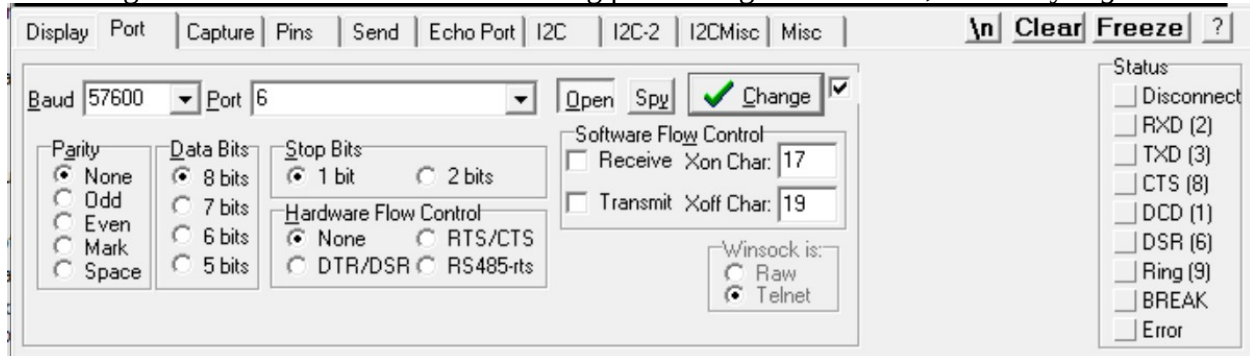 Display Port Capture Pins Send Echo Port I2C I2C-2 I2CMisc Misc \n Clear Freeze ?
Baud 57600 Port 6 Open Spy Change
Parity
None
Odd
Even
Mark
Space
Data Bits
8 bits
7 bits
6 bits
5 bits
Stop Bits
1 bit 2 bits
Hardware Flow Control
None RTS/CTS
DTR/DSR RS485-rts
Software Flow Control
Receive Xon Char: 17
Transmit Xoff Char: 19
Winsock is:
Raw
Telnet
Status
Disconnect
RXD (2)
TXD (3)
CTS (8)
DCD (1)
DSR (6)
Ring (9)
BREAK
Error